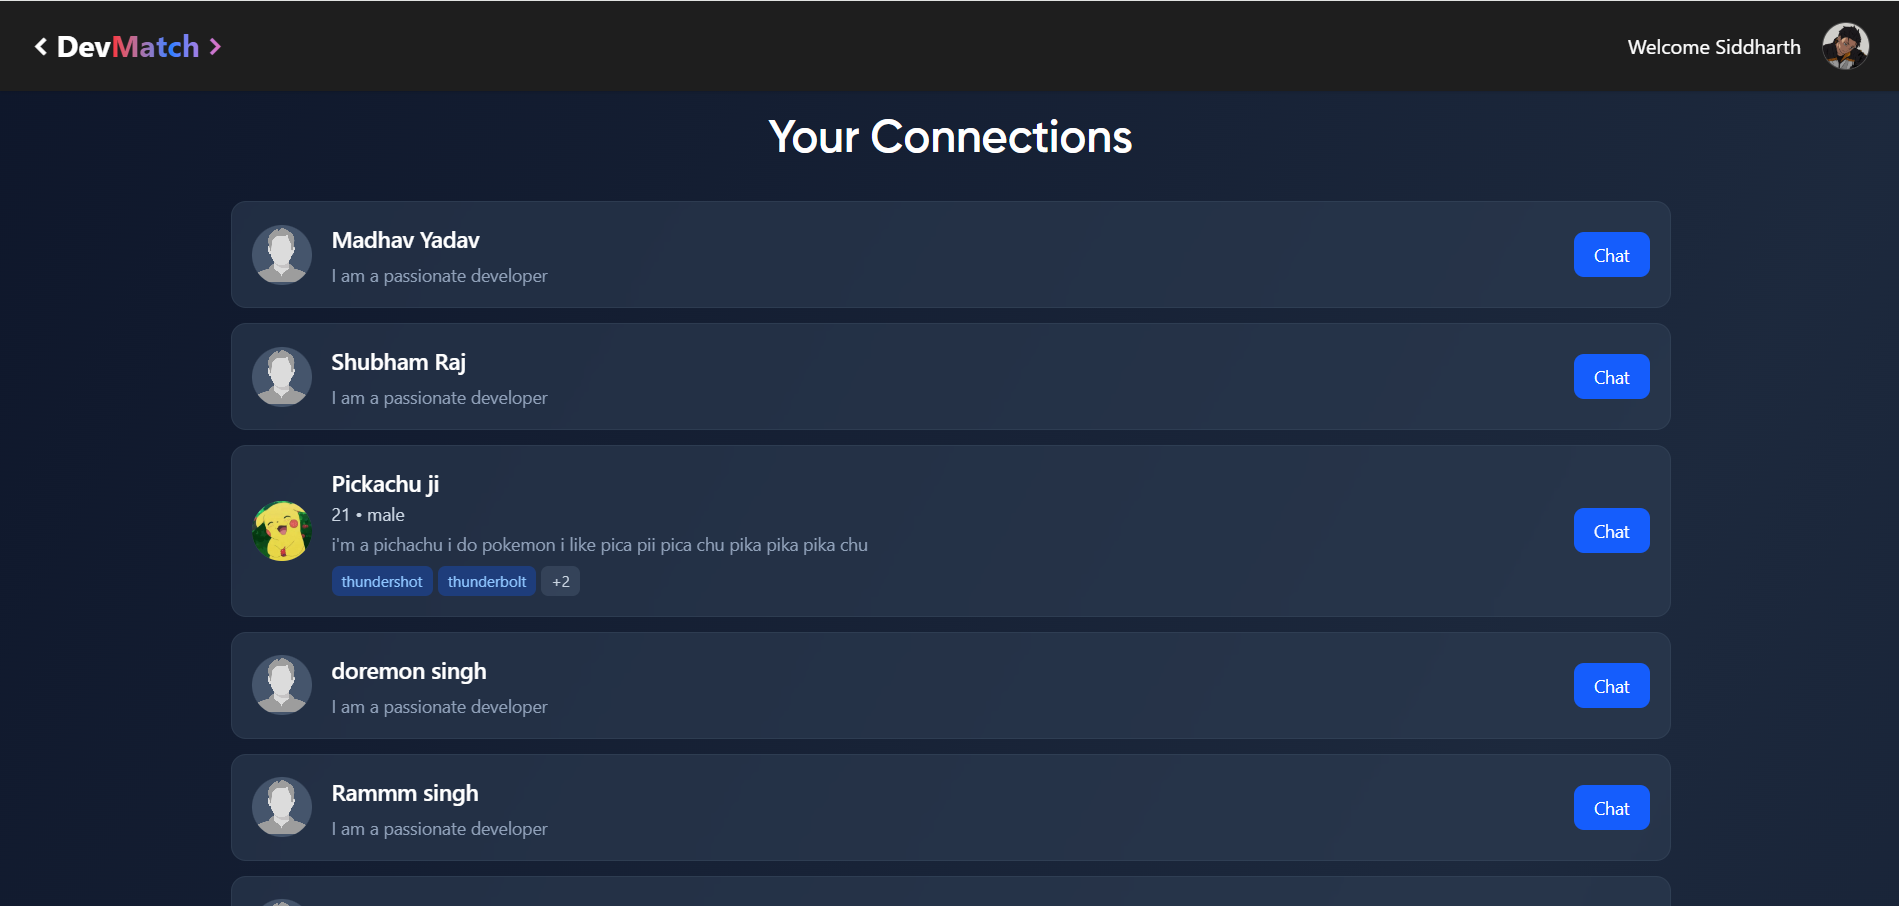 < DevMatch >
Welcome Siddharth
Your Connections
Madhav Yadav
I am a passionate developer
Chat
Shubham Raj
I am a passionate developer
Chat
Pickachu ji
21 • male
i'm a pichachu i do pokemon i like pica pii pica chu pika pika pika chu
thundershot thunderbolt +2
Chat
doremon singh
I am a passionate developer
Chat
Rammm singh
I am a passionate developer
Chat